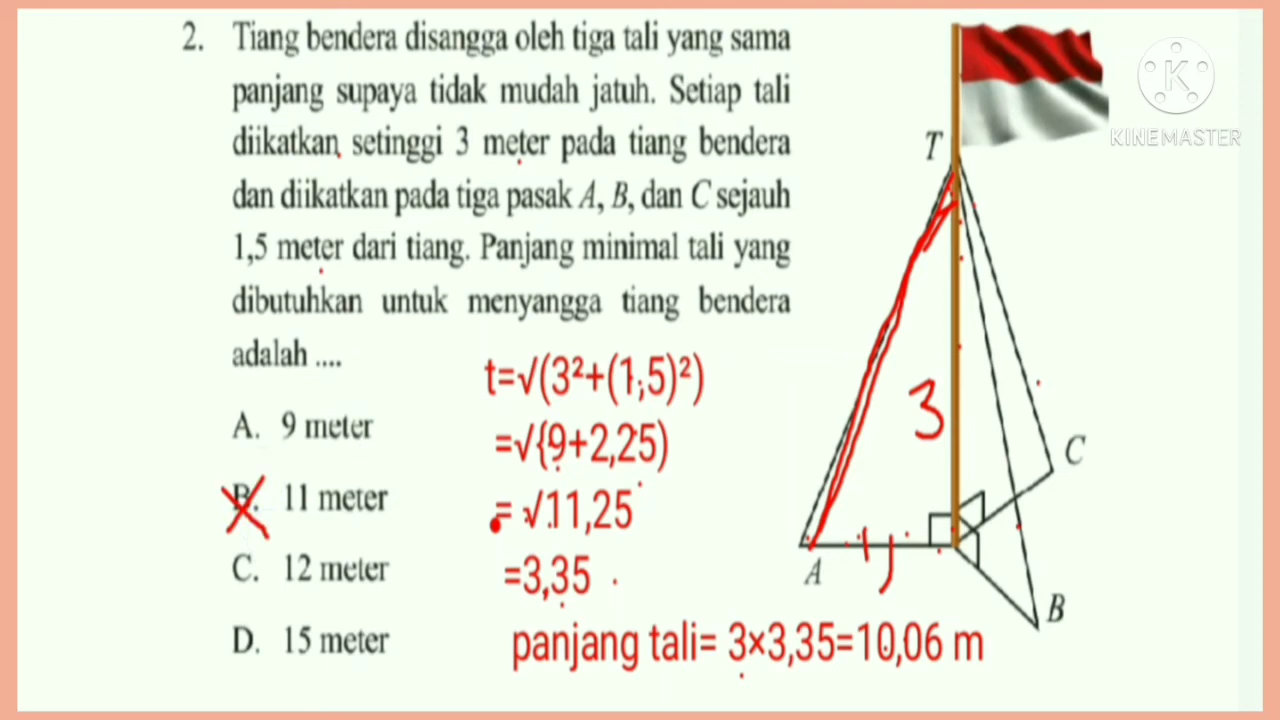 2. Tiang bendera disangga oleh tiga tali yang sama
panjang supaya tidak mudah jatuh. Setiap tali
diikatkan setinggi 3 meter pada tiang bendera
dan diikatkan pada tiga pasak A, B, dan C sejauh
1,5 meter dari tiang. Panjang minimal tali yang
dibutuhkan untuk menyangga tiang bendera
adalah ....
A. 9 meter
B. 11 meter
C. 12 meter
D. 15 meter
t=√(3²+(1,5)²)
=√(9+2,25)
= √11,25
=3,35
panjang tali= 3×3,35=10,06 m
T
3
C
A
B
K
KINEMASTER